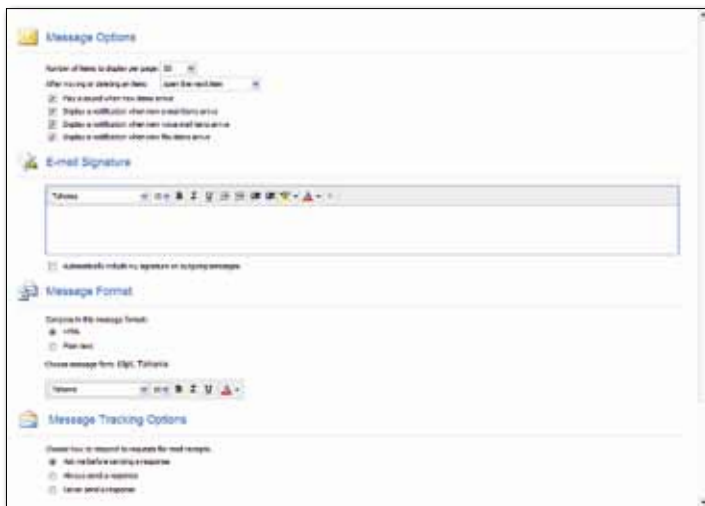 Message Options
Number of items to display per page: 50
After moving or deleting an item: open the next item
Play a sound when new items arrive
Display a notification when new e-mail items arrive
Display a notification when new voice mail items arrive
Display a notification when new fax items arrive
E-mail Signature
Tahoma B I U A
Automatically include my signature on outgoing messages.
Message Format
Compose in this message format:
HTML
Plain text
Choose message font: 10pt. Tahoma
Tahoma B I U A
Message Tracking Options
Choose how to respond to requests for read receipts.
Ask me before sending a response
Always send a response
Never send a response